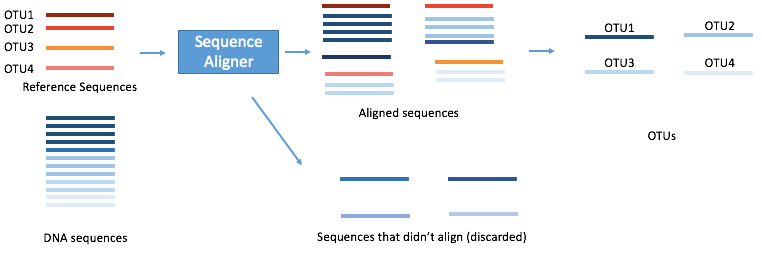 OTU1
OTU2
OTU3
OTU4
Reference Sequences
DNA sequences
Sequence
Aligner
Aligned sequences
Sequences that didn't align (discarded)
OTU1
OTU2
OTU3
OTU4
OTUs